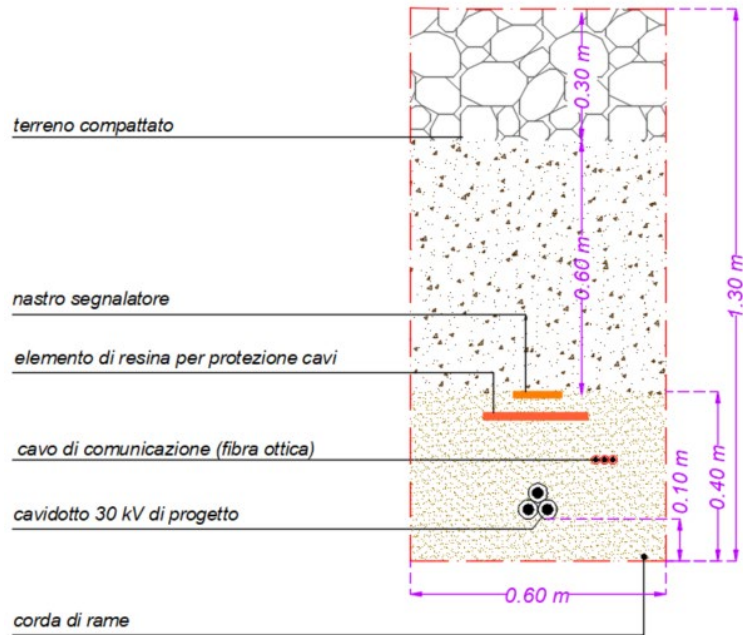 terreno compattato
nastro segnalatore
elemento di resina per protezione cavi
cavo di comunicazione (fibra ottica)
cavidotto 30 kV di progetto
corda di rame
0.30 m
0.60 m
1.30 m
0.40 m
0.10 m
0.60 m